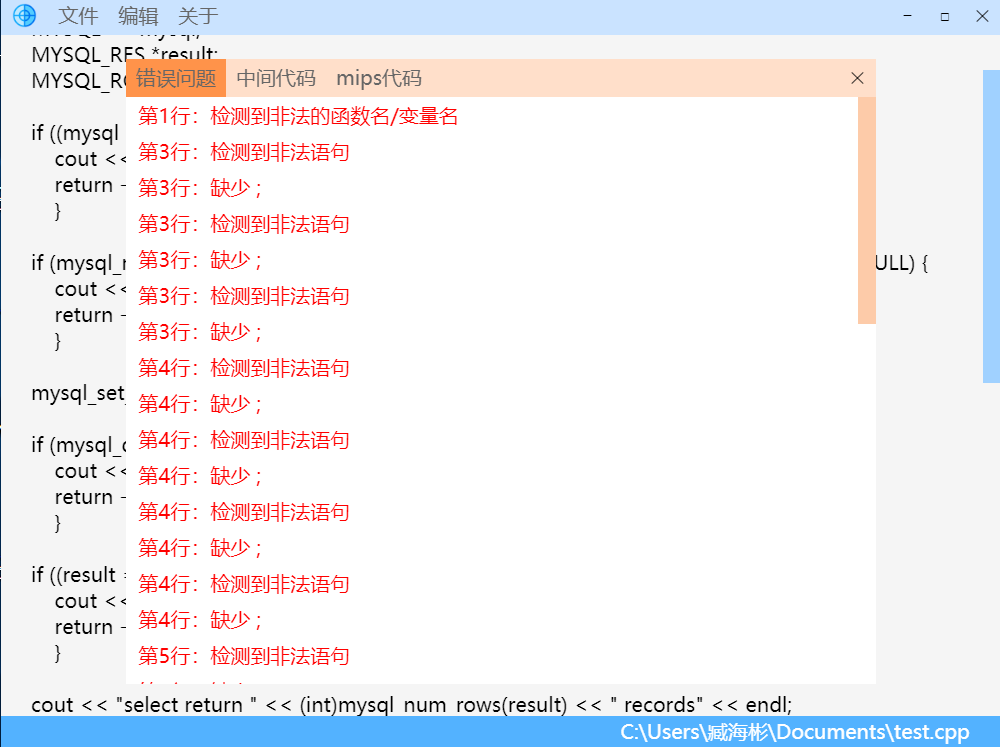 文件 编辑 关于
MYSQL_RES *result;
错误问题 中间代码 mips代码
第1行：检测到非法的函数名/变量名
if ((mysql
第3行：检测到非法语句
cout <<
return -
第3行：缺少 ;
}
第3行：检测到非法语句
第3行：缺少 ;
ULL) {
cout <<
第3行：检测到非法语句
return -
第3行：缺少 ;
}
第4行：检测到非法语句
mysql_set_
第4行：缺少 ;
第4行：检测到非法语句
cout <<
第4行：缺少 ;
return -
第4行：检测到非法语句
}
第4行：缺少 ;
if ((result =
第4行：检测到非法语句
cout <<
第4行：缺少 ;
return -
第5行：检测到非法语句
}
cout << "select return " << (int)mysql_num_rows(result) << " records" << endl;
C:\Users\臧海彬\Documents\test.cpp